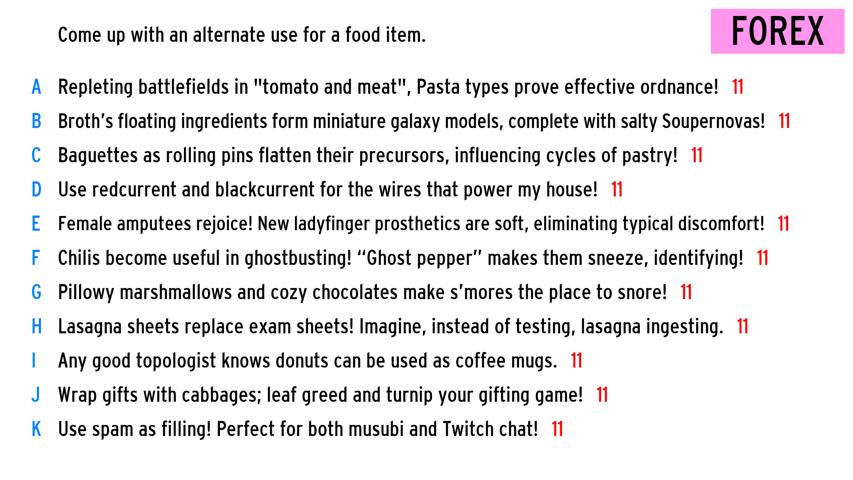 Come up with an alternate use for a food item.
FOREX
A Repleting battlefields in "tomato and meat", Pasta types prove effective ordnance! 11
B Broth's floating ingredients form miniature galaxy models, complete with salty Soupernovas! 11
C Baguettes as rolling pins flatten their precursors, influencing cycles of pastry! 11
D Use redcurrent and blackcurrent for the wires that power my house! 11
E Female amputees rejoice! New ladyfinger prosthetics are soft, eliminating typical discomfort! 11
F Chilis become useful in ghostbusting! “Ghost pepper” makes them sneeze, identifying! 11
G Pillowy marshmallows and cozy chocolates make s'mores the place to snore! 11
H Lasagna sheets replace exam sheets! Imagine, instead of testing, lasagna ingesting. 11
I Any good topologist knows donuts can be used as coffee mugs. 11
J Wrap gifts with cabbages; leaf greed and turnip your gifting game! 11
K Use spam as filling! Perfect for both musubi and Twitch chat! 11